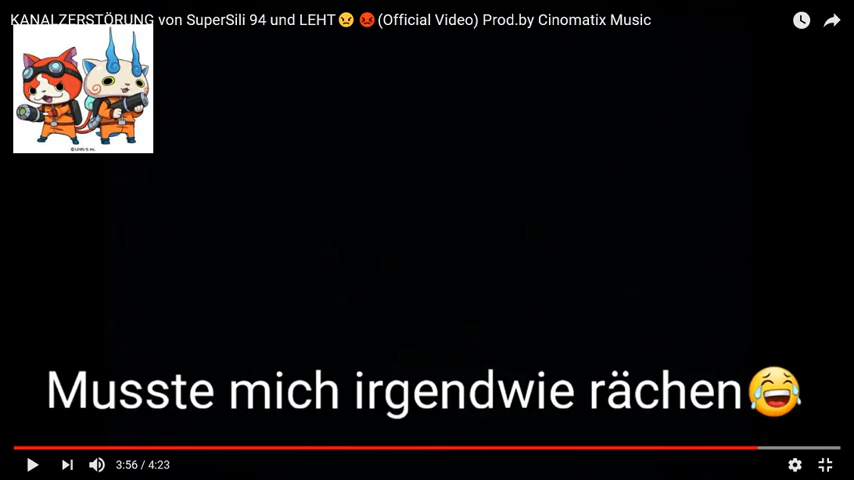 KANALZERSTÖRUNG von SuperSili 94 und LEHT😠😡(Official Video) Prod.by Cinomatix Music
Musste mich irgendwie rächen😂
3:56 / 4:23